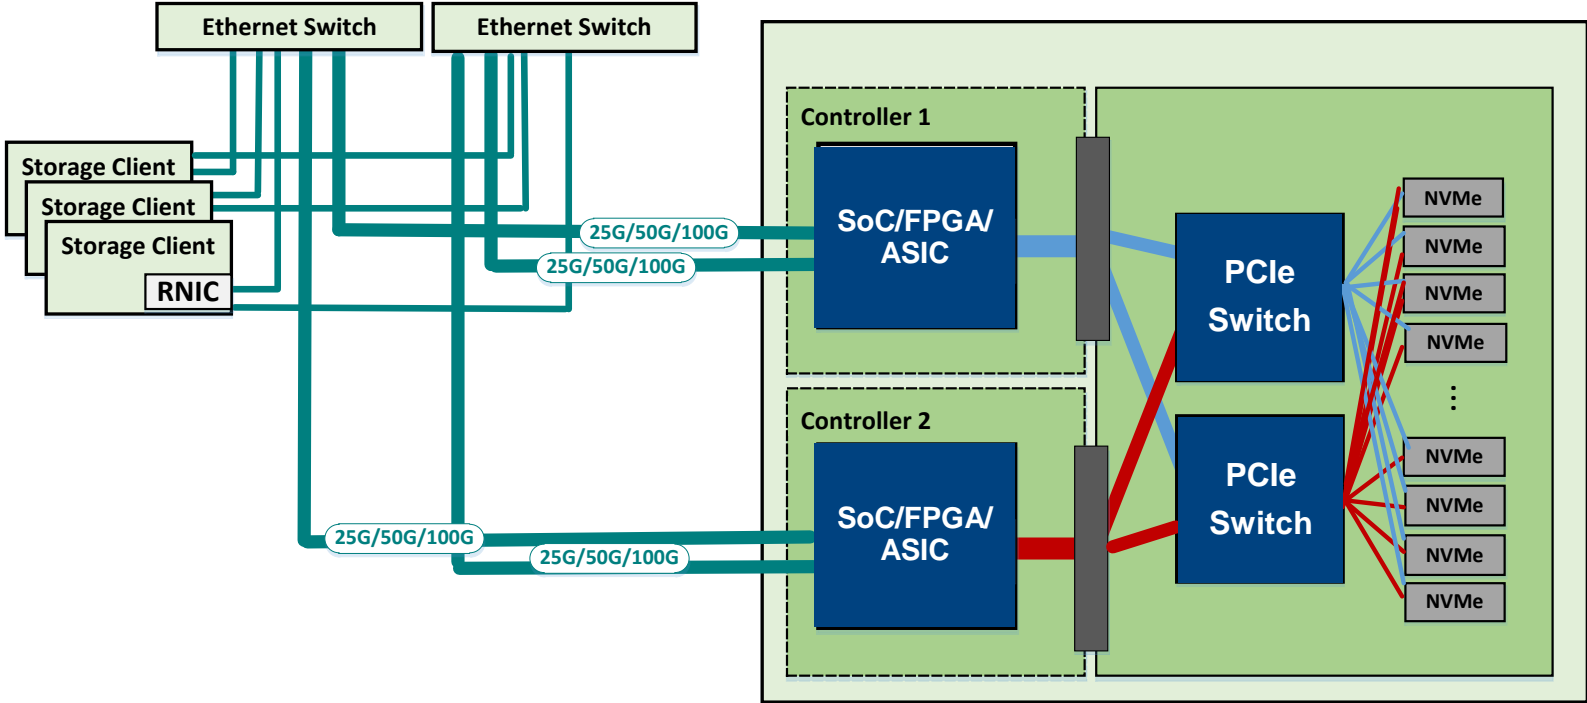 Ethernet Switch
Ethernet Switch
Storage Client
Storage Client
Storage Client
RNIC
25G/50G/100G
25G/50G/100G
25G/50G/100G
25G/50G/100G
Controller 1
SoC/FPGA/
ASIC
Controller 2
SoC/FPGA/
ASIC
PCIe
Switch
PCIe
Switch
NVMe
NVMe
NVMe
NVMe
...
NVMe
NVMe
NVMe
NVMe